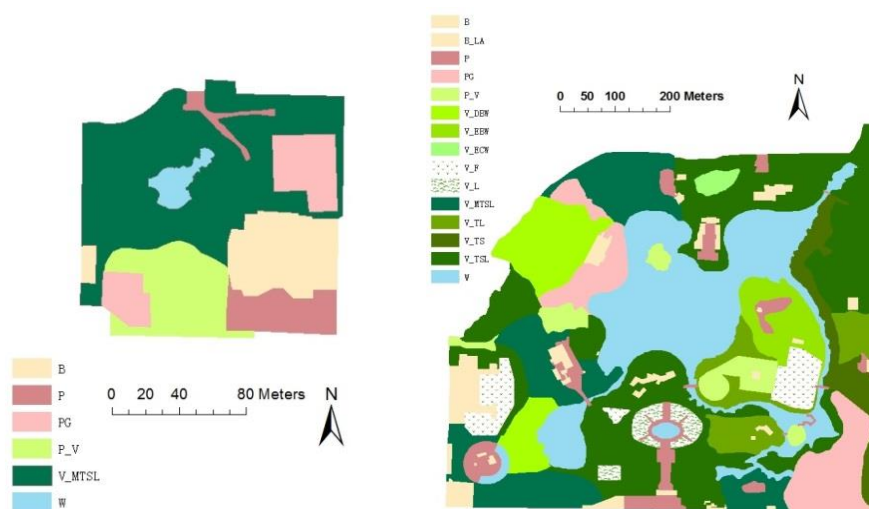 B
P
PG
P_V
V_MTSL
W
0 20 40 80 Meters
N
B
B_LA
P
PG
P_V
V_DBW
V_EBW
V_ECW
V_F
V_L
V_MTSL
V_TL
V_TS
V_TSL
W
0 50 100 200 Meters
N